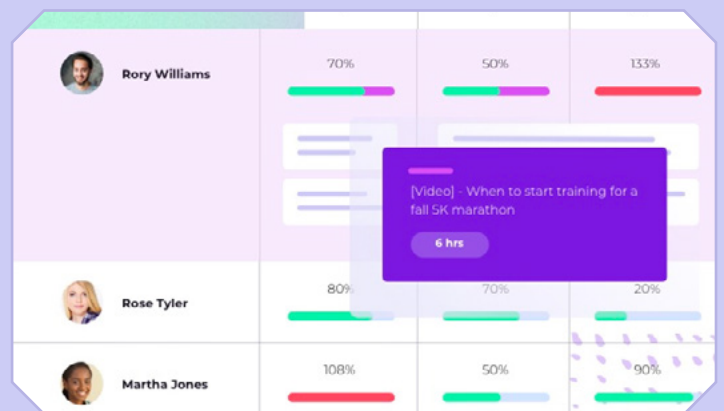 Rory Williams
70%
50%
133%
[Video] - When to start training for a
fall 5K marathon
6 hrs
Rose Tyler
80%
70%
20%
Martha Jones
108%
50%
90%